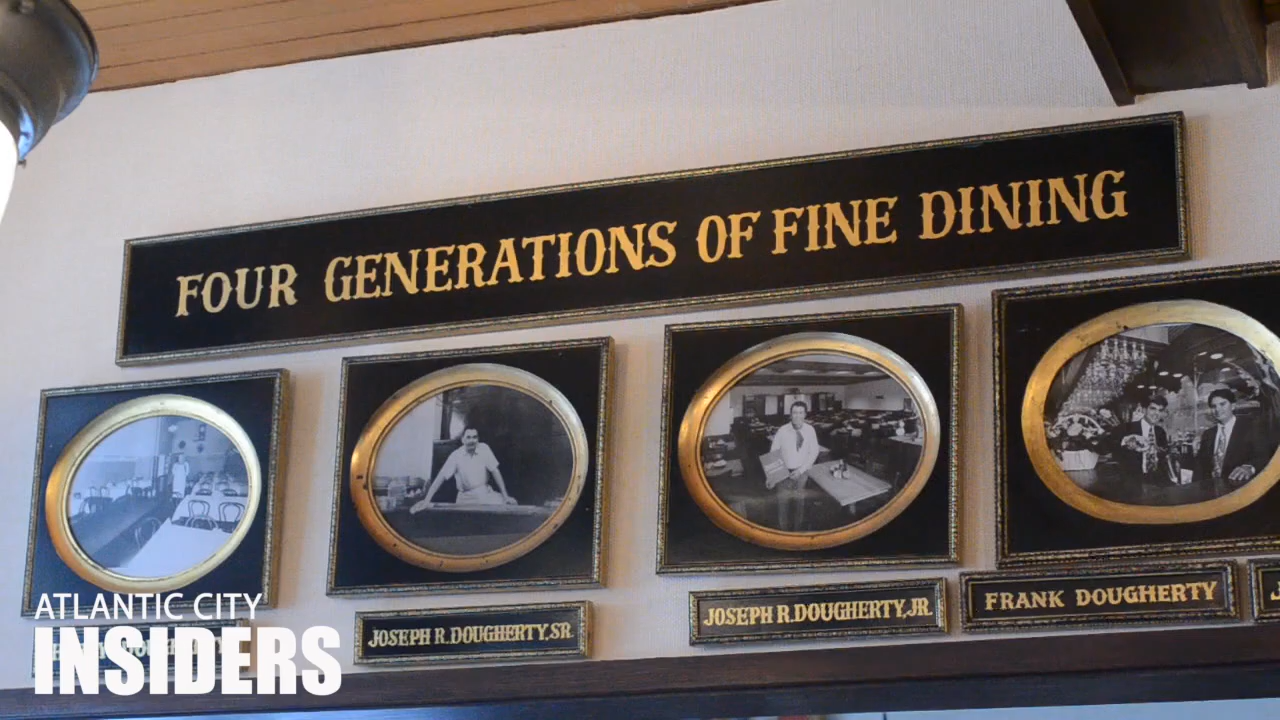 FOUR GENERATIONS OF FINE DINING
JOSEPH R. DOUGHERTY, SR.
JOSEPH R. DOUGHERTY, JR.
FRANK DOUGHERTY
ATLANTIC CITY
INSIDERS